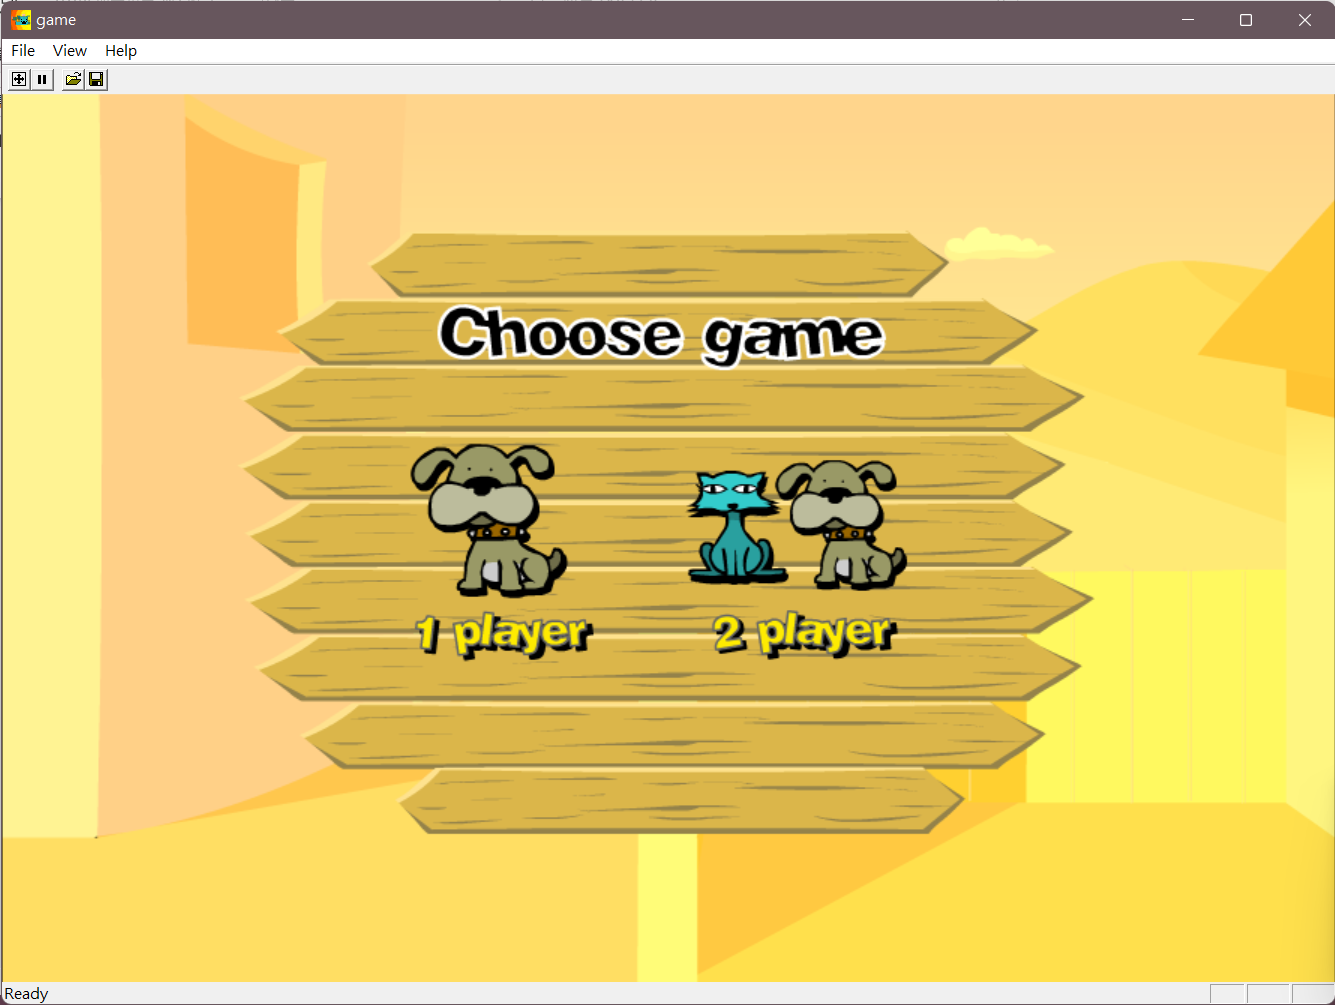 game
File View Help
Choose game
1 player 2 player
Ready